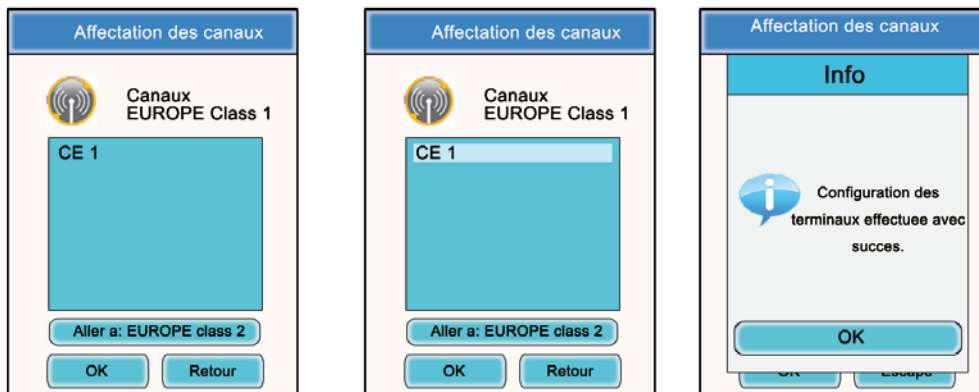 Affectation des canaux
Canaux
EUROPE Class 1
CE 1
Aller a: EUROPE class 2
OK
Retour
Affectation des canaux
Canaux
EUROPE Class 1
CE 1
Aller a: EUROPE class 2
OK
Retour
Affectation des canaux
Info
Configuration des
terminaux effectuee avec
succes.
OK
OK
Escape